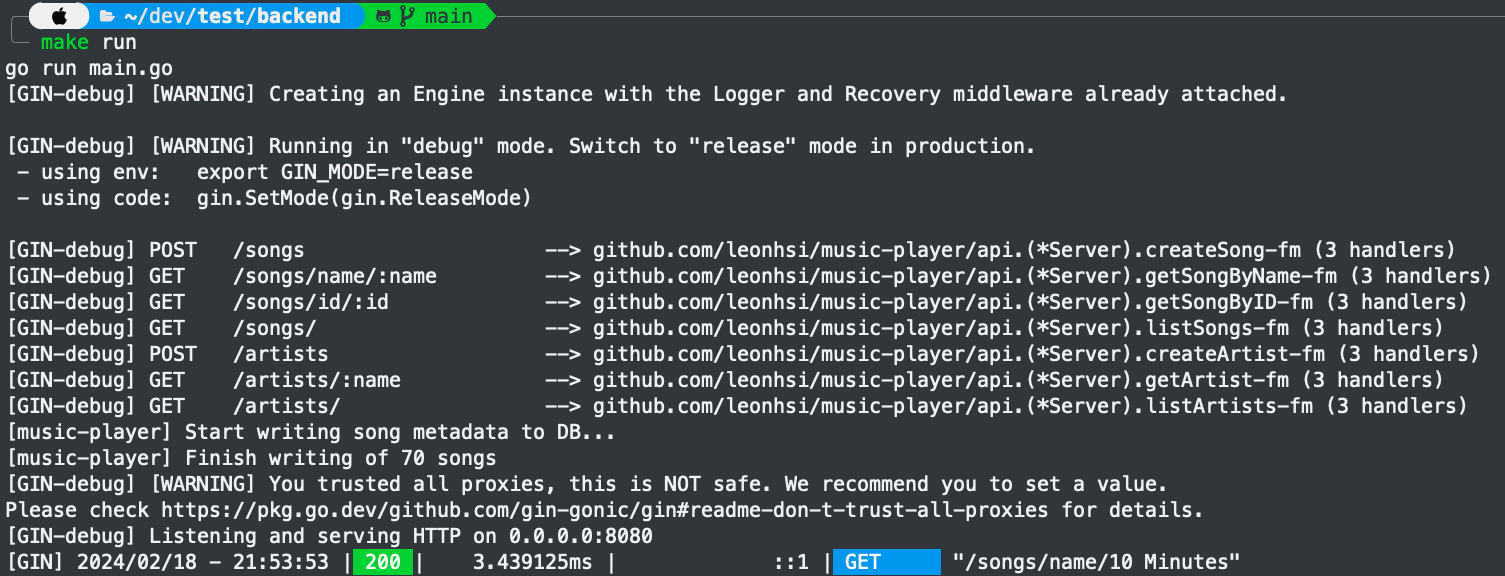 ~/dev/test/backend main
make run
go run main.go
[GIN-debug] [WARNING] Creating an Engine instance with the Logger and Recovery middleware already attached.
[GIN-debug] [WARNING] Running in "debug" mode. Switch to "release" mode in production.
- using env:   export GIN_MODE=release
- using code:  gin.SetMode(gin.ReleaseMode)
[GIN-debug] POST   /songs                    --> github.com/leonhsi/music-player/api.(*Server).createSong-fm (3 handlers)
[GIN-debug] GET    /songs/name/:name         --> github.com/leonhsi/music-player/api.(*Server).getSongByName-fm (3 handlers)
[GIN-debug] GET    /songs/id/:id             --> github.com/leonhsi/music-player/api.(*Server).getSongByID-fm (3 handlers)
[GIN-debug] GET    /songs/                   --> github.com/leonhsi/music-player/api.(*Server).listSongs-fm (3 handlers)
[GIN-debug] POST   /artists                  --> github.com/leonhsi/music-player/api.(*Server).createArtist-fm (3 handlers)
[GIN-debug] GET    /artists/:name            --> github.com/leonhsi/music-player/api.(*Server).getArtist-fm (3 handlers)
[GIN-debug] GET    /artists/                 --> github.com/leonhsi/music-player/api.(*Server).listArtists-fm (3 handlers)
[music-player] Start writing song metadata to DB...
[music-player] Finish writing of 70 songs
[GIN-debug] [WARNING] You trusted all proxies, this is NOT safe. We recommend you to set a value.
Please check https://pkg.go.dev/github.com/gin-gonic/gin#readme-don-t-trust-all-proxies for details.
[GIN-debug] Listening and serving HTTP on 0.0.0.0:8080
[GIN] 2024/02/18 - 21:53:53 | 200 |    3.439125ms |             ::1 | GET      "/songs/name/10 Minutes"